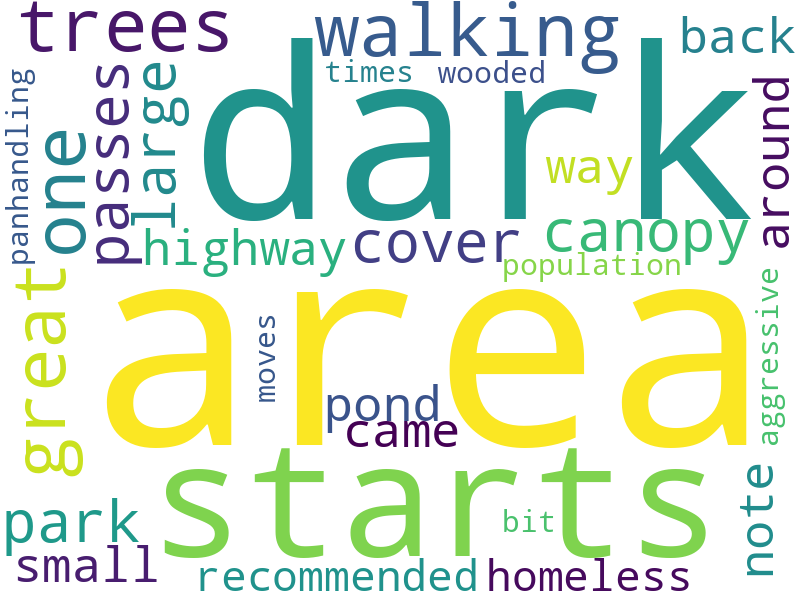 trees
walking
back
times
wooded
dark
panhandling
one
passes
large
around
way
highway
cover
canopy
population
great
area
moves
aggressive
pond
came
starts
note
park
bit
small
recommended
homeless